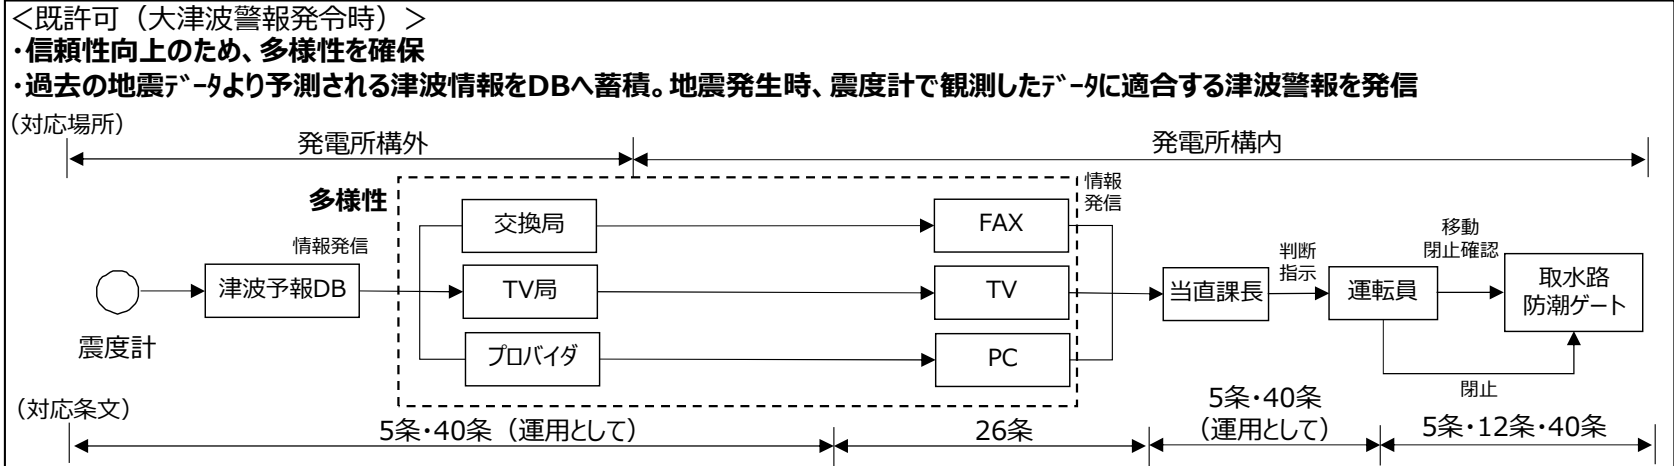 ＜既許可（大津波警報発令時）＞
・信頼性向上のため、多様性を確保
・過去の地震ﾃﾞｰﾀより予測される津波情報をDBへ蓄積。地震発生時、震度計で観測したﾃﾞｰﾀに適合する津波警報を発信
（対応場所）
発電所構外
発電所構内
多様性
情報発信
震度計
津波予報DB
交換局
TV局
プロバイダ
FAX
TV
PC
情報
発信
当直課長
判断
指示
運転員
移動
閉止確認
取水路
防潮ゲート
閉止
（対応条文）
5条・40条（運用として）
26条
5条・40条
（運用として）
5条・12条・40条